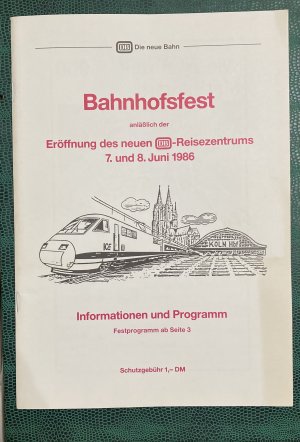 DB Die neue Bahn
Bahnhofsfest
anläßlich der
Eröffnung des neuen DB-Reisezentrums
7. und 8. Juni 1986
KÖLN Hbf
ICE
Informationen und Programm
Festprogramm ab Seite 3
Schutzgebühr 1,– DM